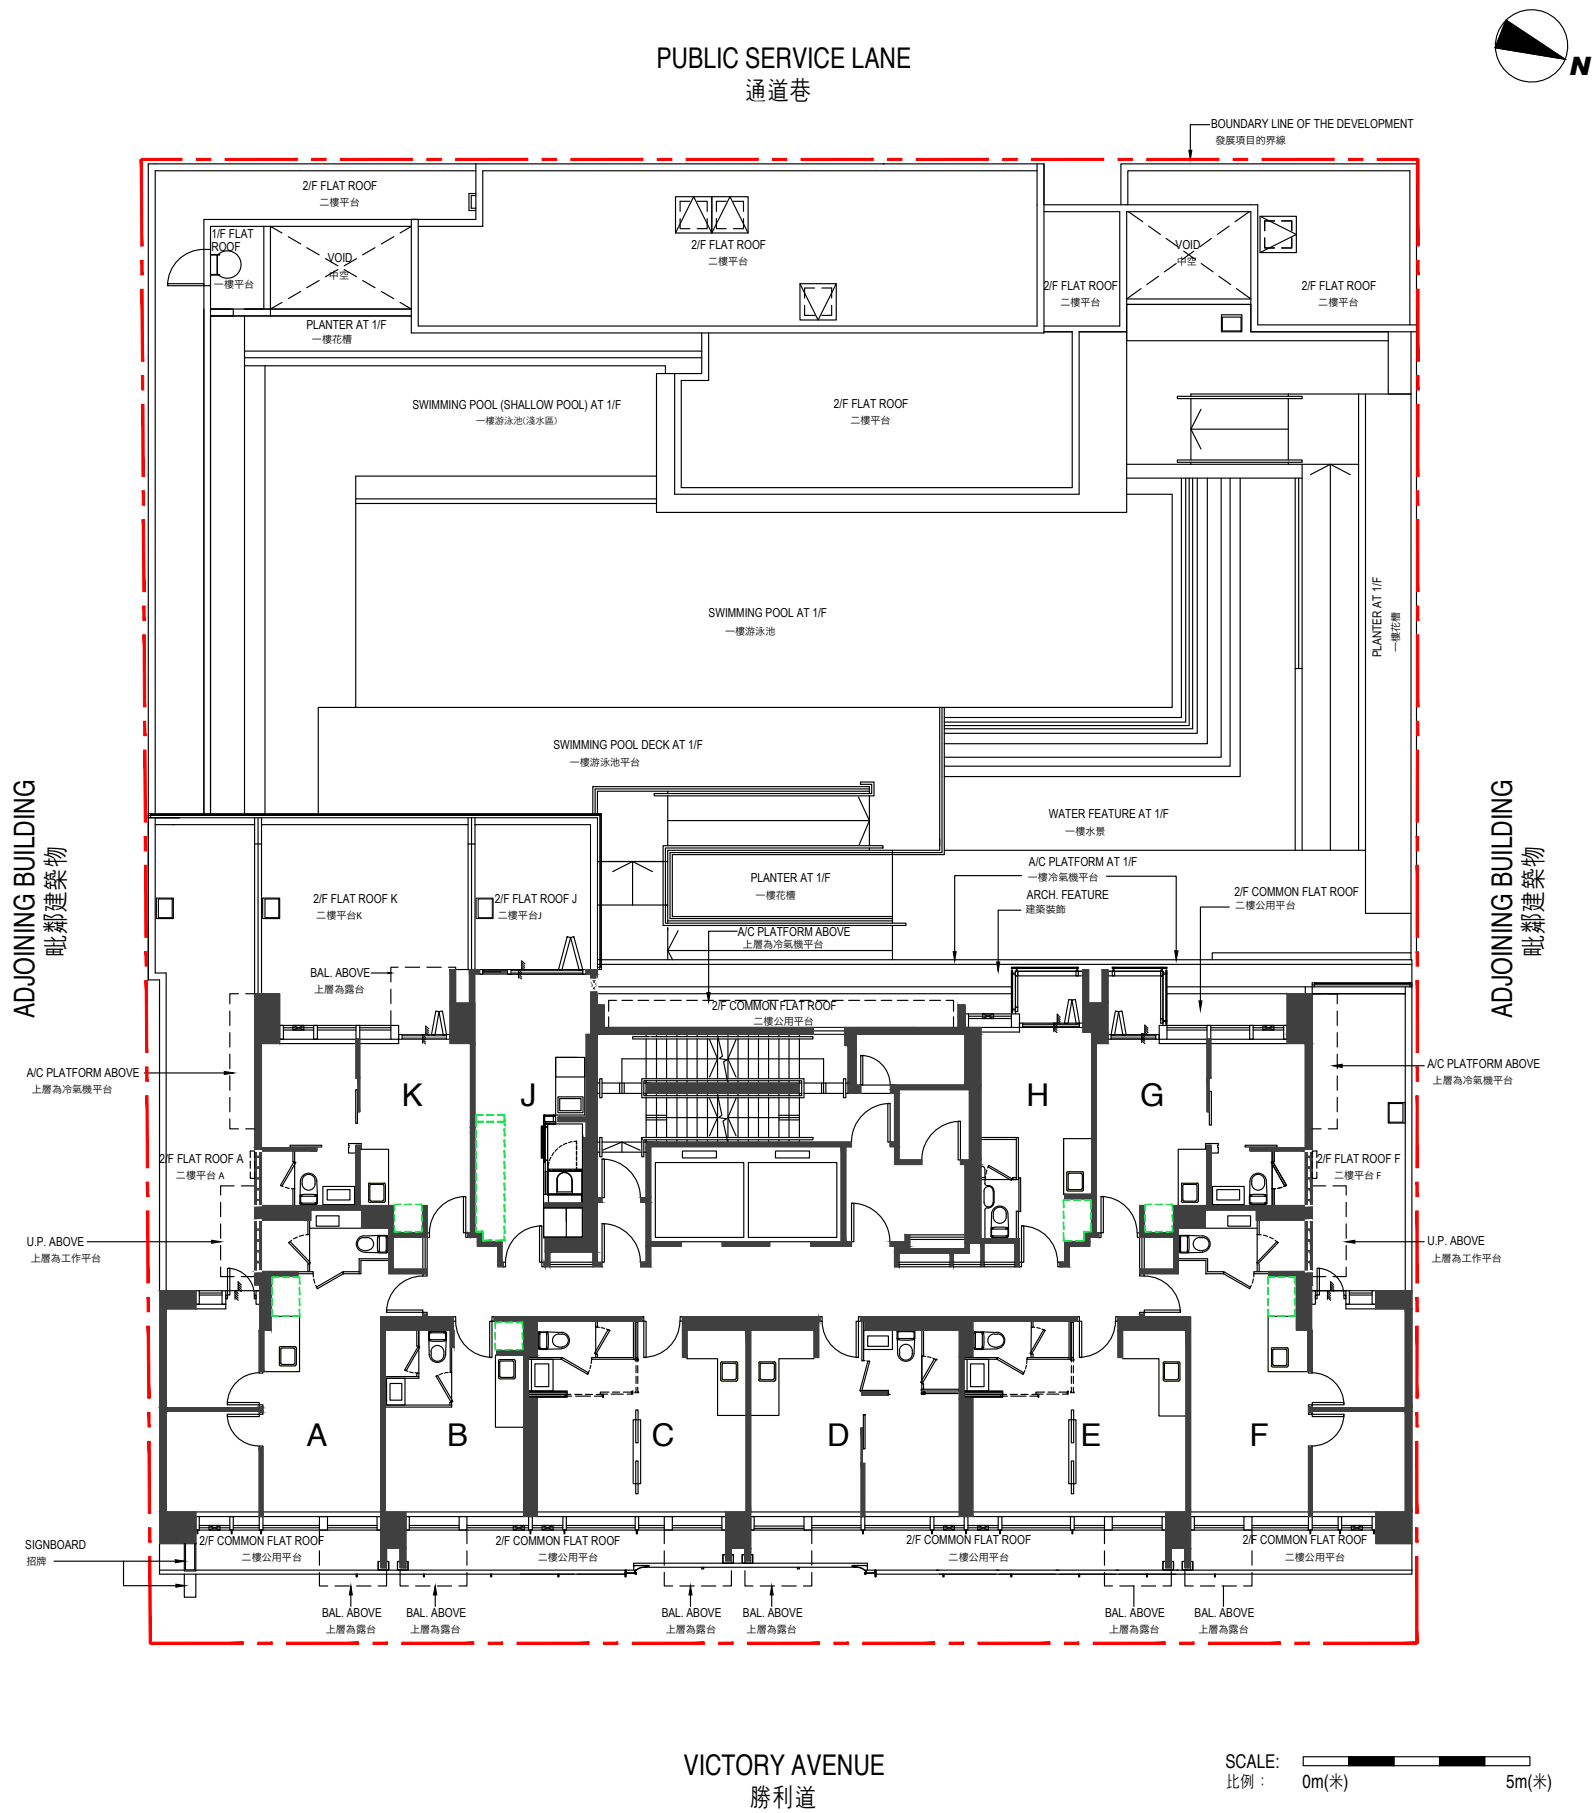 N
PUBLIC SERVICE LANE
通道巷
BOUNDARY LINE OF THE DEVELOPMENT
發展項目的界線
2/F FLAT ROOF
二樓平台
1/F FLAT
ROOF
一樓平台
VOID
中空
2/F FLAT ROOF
二樓平台
2/F FLAT ROOF
二樓平台
VOID
中空
2/F FLAT ROOF
二樓平台
PLANTER AT 1/F
一樓花槽
SWIMMING POOL (SHALLOW POOL) AT 1/F
一樓游泳池(淺水區)
2/F FLAT ROOF
二樓平台
SWIMMING POOL AT 1/F
一樓游泳池
PLANTER AT 1/F
一樓花槽
SWIMMING POOL DECK AT 1/F
一樓游泳池平台
WATER FEATURE AT 1/F
一樓水景
ADJOINING BUILDING
毗鄰建築物
ADJOINING BUILDING
毗鄰建築物
A/C PLATFORM AT 1/F
一樓冷氣機平台
ARCH. FEATURE
建築裝飾
2/F COMMON FLAT ROOF
二樓公用平台
PLANTER AT 1/F
一樓花槽
2/F FLAT ROOF K
二樓平台K
2/F FLAT ROOF J
二樓平台J
A/C PLATFORM ABOVE
上層為冷氣機平台
BAL. ABOVE
上層為露台
2/F COMMON FLAT ROOF
二樓公用平台
A/C PLATFORM ABOVE
上層為冷氣機平台
A/C PLATFORM ABOVE
上層為冷氣機平台
K
J
H
G
2/F FLAT ROOF A
二樓平台 A
2/F FLAT ROOF F
二樓平台 F
U.P. ABOVE
上層為工作平台
U.P. ABOVE
上層為工作平台
A
B
C
D
E
F
SIGNBOARD
招牌
2/F COMMON FLAT ROOF
二樓公用平台
2/F COMMON FLAT ROOF
二樓公用平台
2/F COMMON FLAT ROOF
二樓公用平台
2/F COMMON FLAT ROOF
二樓公用平台
BAL. ABOVE
上層為露台
BAL. ABOVE
上層為露台
BAL. ABOVE
上層為露台
BAL. ABOVE
上層為露台
BAL. ABOVE
上層為露台
BAL. ABOVE
上層為露台
VICTORY AVENUE
勝利道
SCALE:
比例：
0m(米)
5m(米)